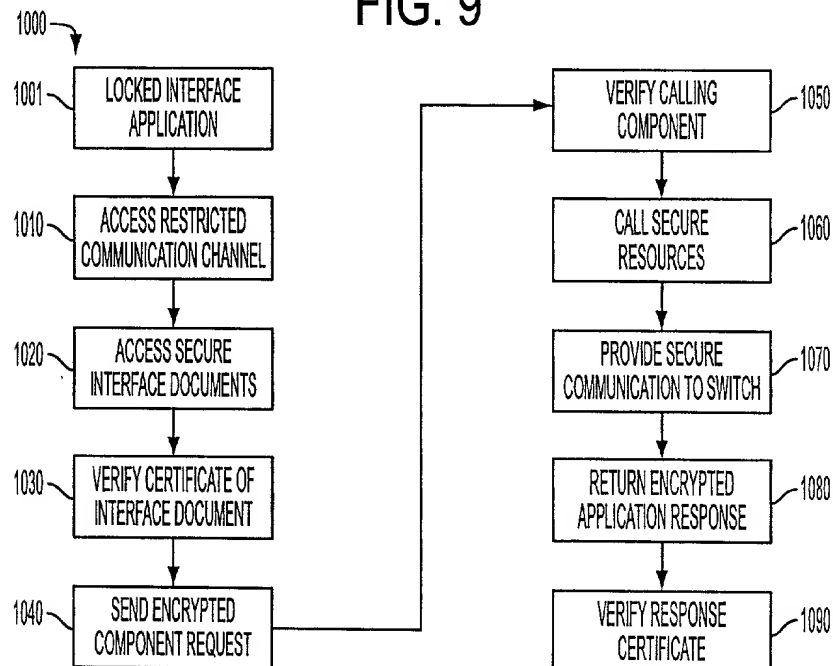 FIG. 9
1000
1001
LOCKED INTERFACE
APPLICATION
1010
ACCESS RESTRICTED
COMMUNICATION CHANNEL
1020
ACCESS SECURE
INTERFACE DOCUMENTS
1030
VERIFY CERTIFICATE OF
INTERFACE DOCUMENT
1040
SEND ENCRYPTED
COMPONENT REQUEST
VERIFY CALLING
COMPONENT
1050
CALL SECURE
RESOURCES
1060
PROVIDE SECURE
COMMUNICATION TO SWITCH
1070
RETURN ENCRYPTED
APPLICATION RESPONSE
1080
VERIFY RESPONSE
CERTIFICATE
1090